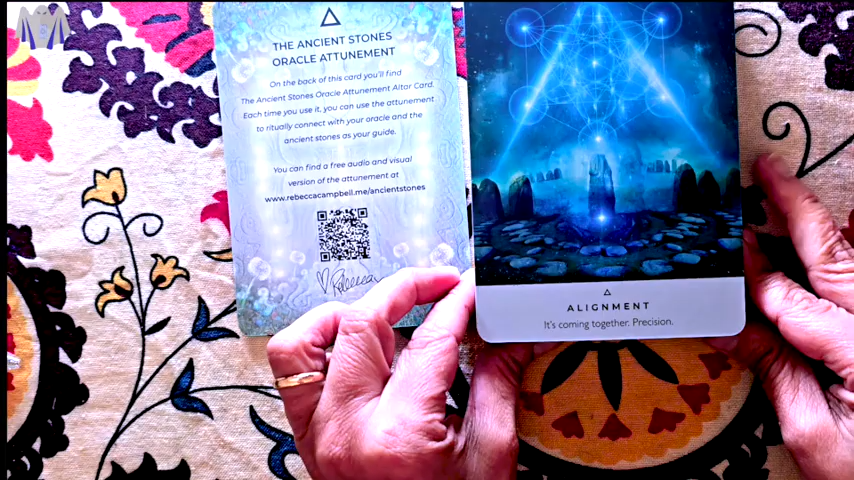 THE ANCIENT STONES
ORACLE ATTUNEMENT
On the back of this card you'll find
The Ancient Stones Oracle Attunement Altar Card.
Each time you use it, you can use the attunement
to ritually connect with your oracle and the
ancient stones as your guide.
You can find a free audio and visual
version of the attunement at
www.rebeccacampbell.me/ancientstones
Rebecca
ALIGNMENT
It's coming together. Precision.